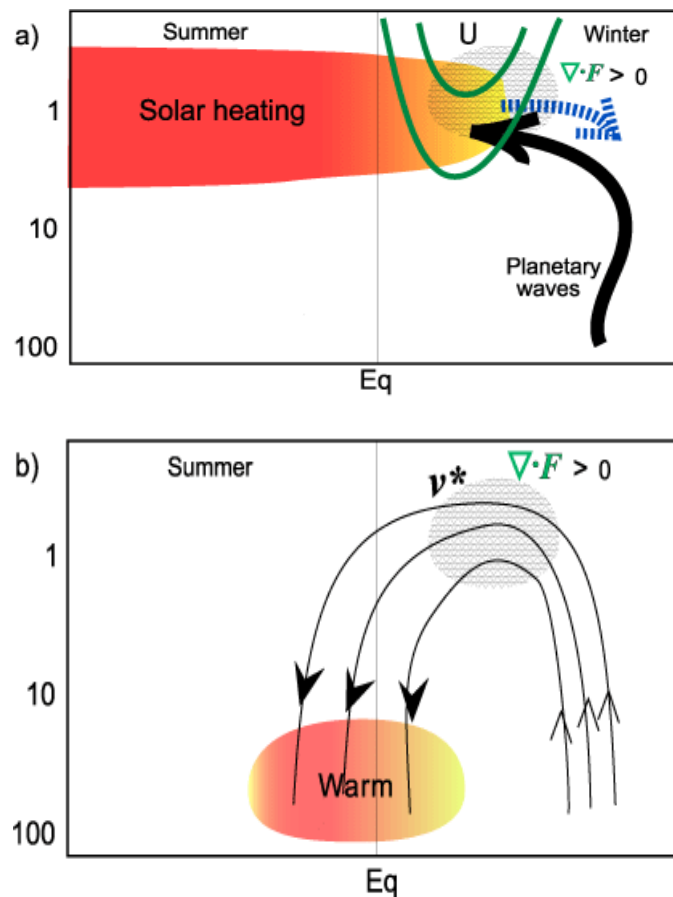 a)
Summer
U
Winter
∇·F > 0
1
Solar heating
10
Planetary
waves
100
Eq
b)
Summer
v*
∇·F > 0
1
10
Warm
100
Eq